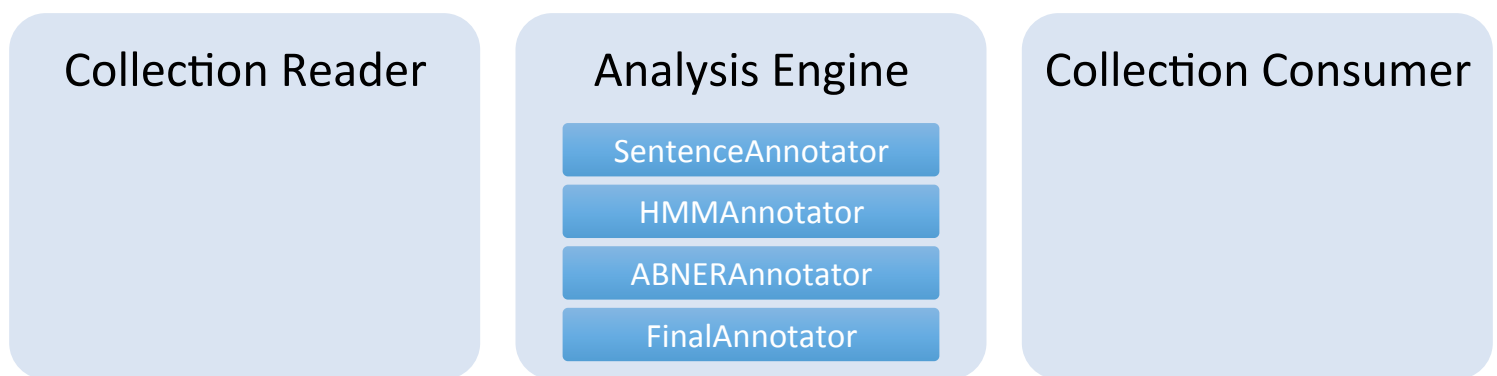 Collection Reader
Analysis Engine
SentenceAnnotator
HMMAnnotator
ABNERAnnotator
FinalAnnotator
Collection Consumer